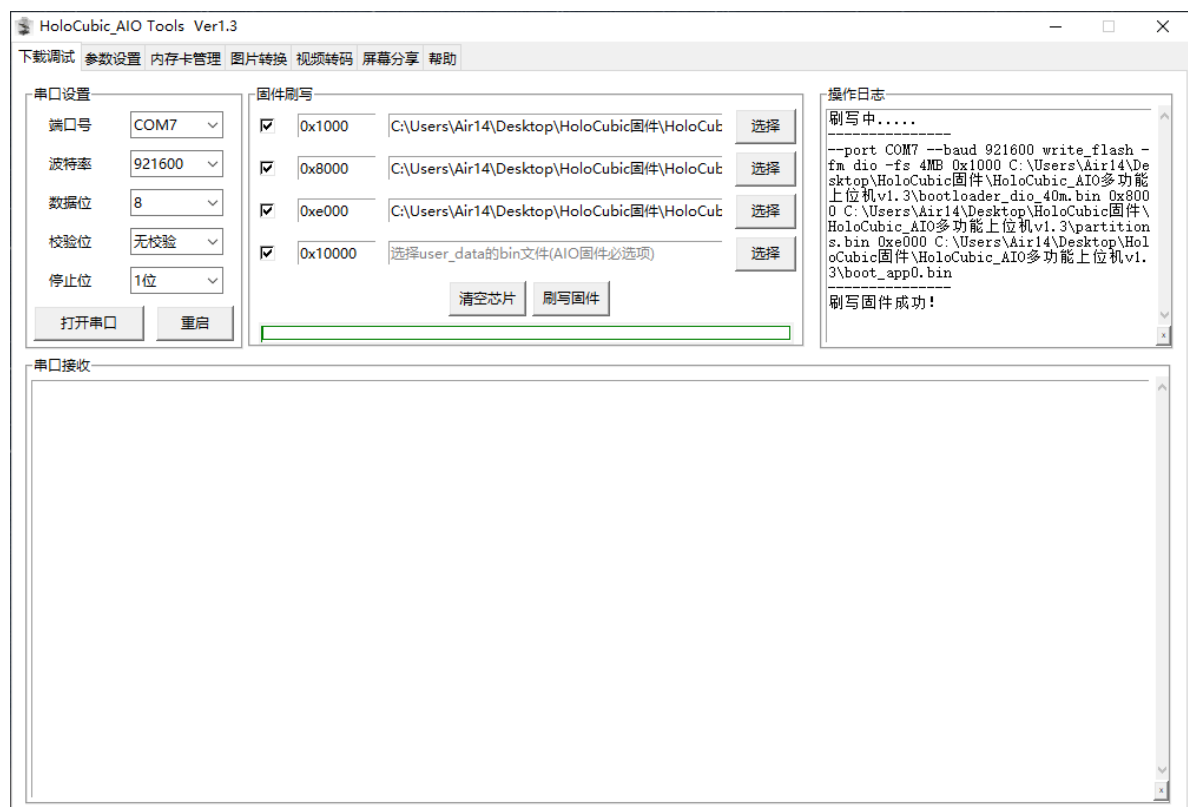 HoloCubic_AIO Tools Ver1.3
下载调试 参数设置 内存卡管理 图片转换 视频转码 屏幕分享 帮助
串口设置
端口号 COM7
波特率 921600
数据位 8
校验位 无校验
停止位 1位
打开串口 重启
固件刷写
0x1000 C:\Users\Air14\Desktop\HoloCubic固件\HoloCub 选择
0x8000 C:\Users\Air14\Desktop\HoloCubic固件\HoloCub 选择
0xe000 C:\Users\Air14\Desktop\HoloCubic固件\HoloCub 选择
0x10000 选择user_data的bin文件(AIO固件必选项) 选择
清空芯片 刷写固件
操作日志
刷写中.....
---------------
--port COM7 --baud 921600 write_flash -
fm dio -fs 4MB 0x1000 C:\Users\Air14\De
sktop\HoloCubic固件\HoloCubic_AIO多功能
上位机v1.3\bootloader_dio_40m.bin 0x800
0 C:\Users\Air14\Desktop\HoloCubic固件\
HoloCubic_AIO多功能上位机v1.3\partition
s.bin 0xe000 C:\Users\Air14\Desktop\Hol
oCubic固件\HoloCubic_AIO多功能上位机v1.
3\boot_app0.bin
---------------
刷写固件成功!
x
串口接收
x